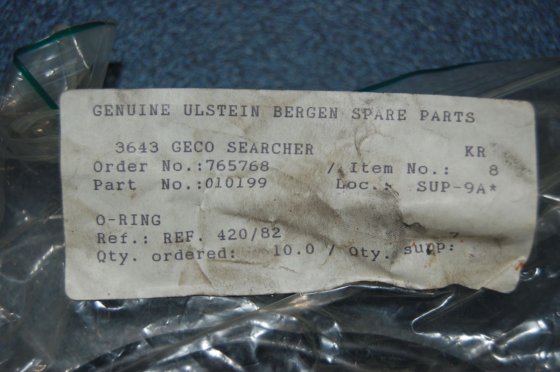 GENUINE ULSTEIN BERGEN SPARE PARTS
3643 GECO SEARCHER KR
Order No.:765768 / Item No.: 8
Part No.:010199 Loc.: SUP-9A*
O-RING
Ref.: REF. 420/82
Qty. ordered: 10.0 / Qty. supp: